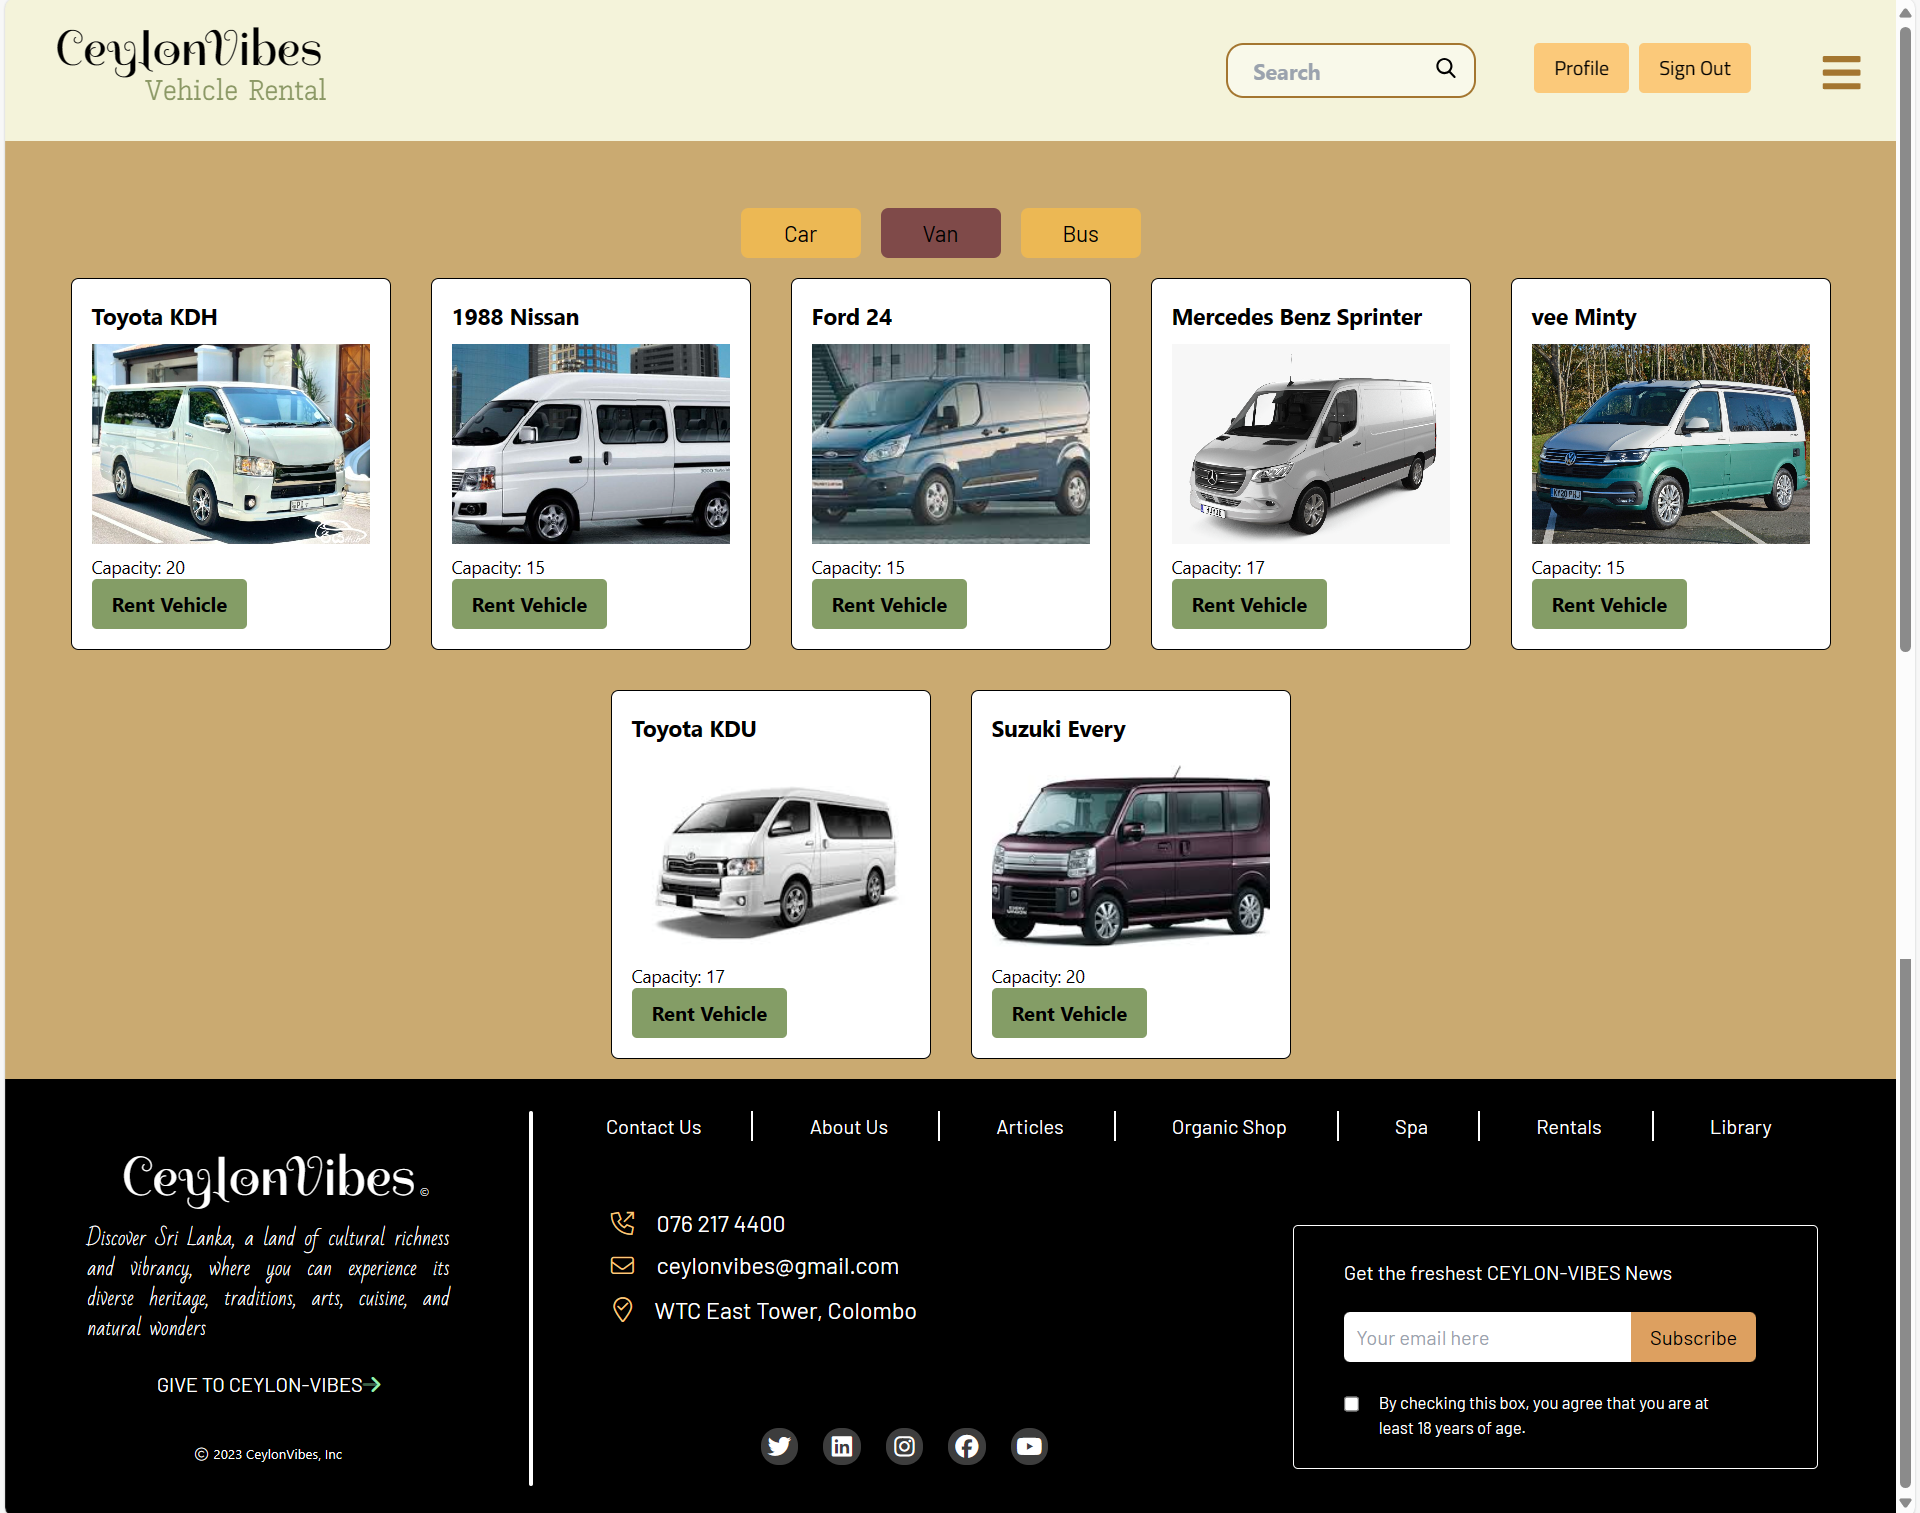 CeylonVibes
Vehicle Rental
Search
Profile
Sign Out
Car
Van
Bus
Toyota KDH
Capacity: 20
Rent Vehicle
1988 Nissan
Capacity: 15
Rent Vehicle
Ford 24
Capacity: 15
Rent Vehicle
Mercedes Benz Sprinter
Capacity: 17
Rent Vehicle
vee Minty
Capacity: 15
Rent Vehicle
Toyota KDU
Capacity: 17
Rent Vehicle
Suzuki Every
Capacity: 20
Rent Vehicle
CeylonVibes ©
Discover Sri Lanka, a land of cultural richness
and vibrancy, where you can experience its
diverse heritage, traditions, arts, cuisine, and
natural wonders
GIVE TO CEYLON-VIBES
© 2023 CeylonVibes, Inc
Contact Us
About Us
Articles
Organic Shop
Spa
Rentals
Library
076 217 4400
ceylonvibes@gmail.com
WTC East Tower, Colombo
Get the freshest CEYLON-VIBES News
Your email here
Subscribe
By checking this box, you agree that you are at
least 18 years of age.